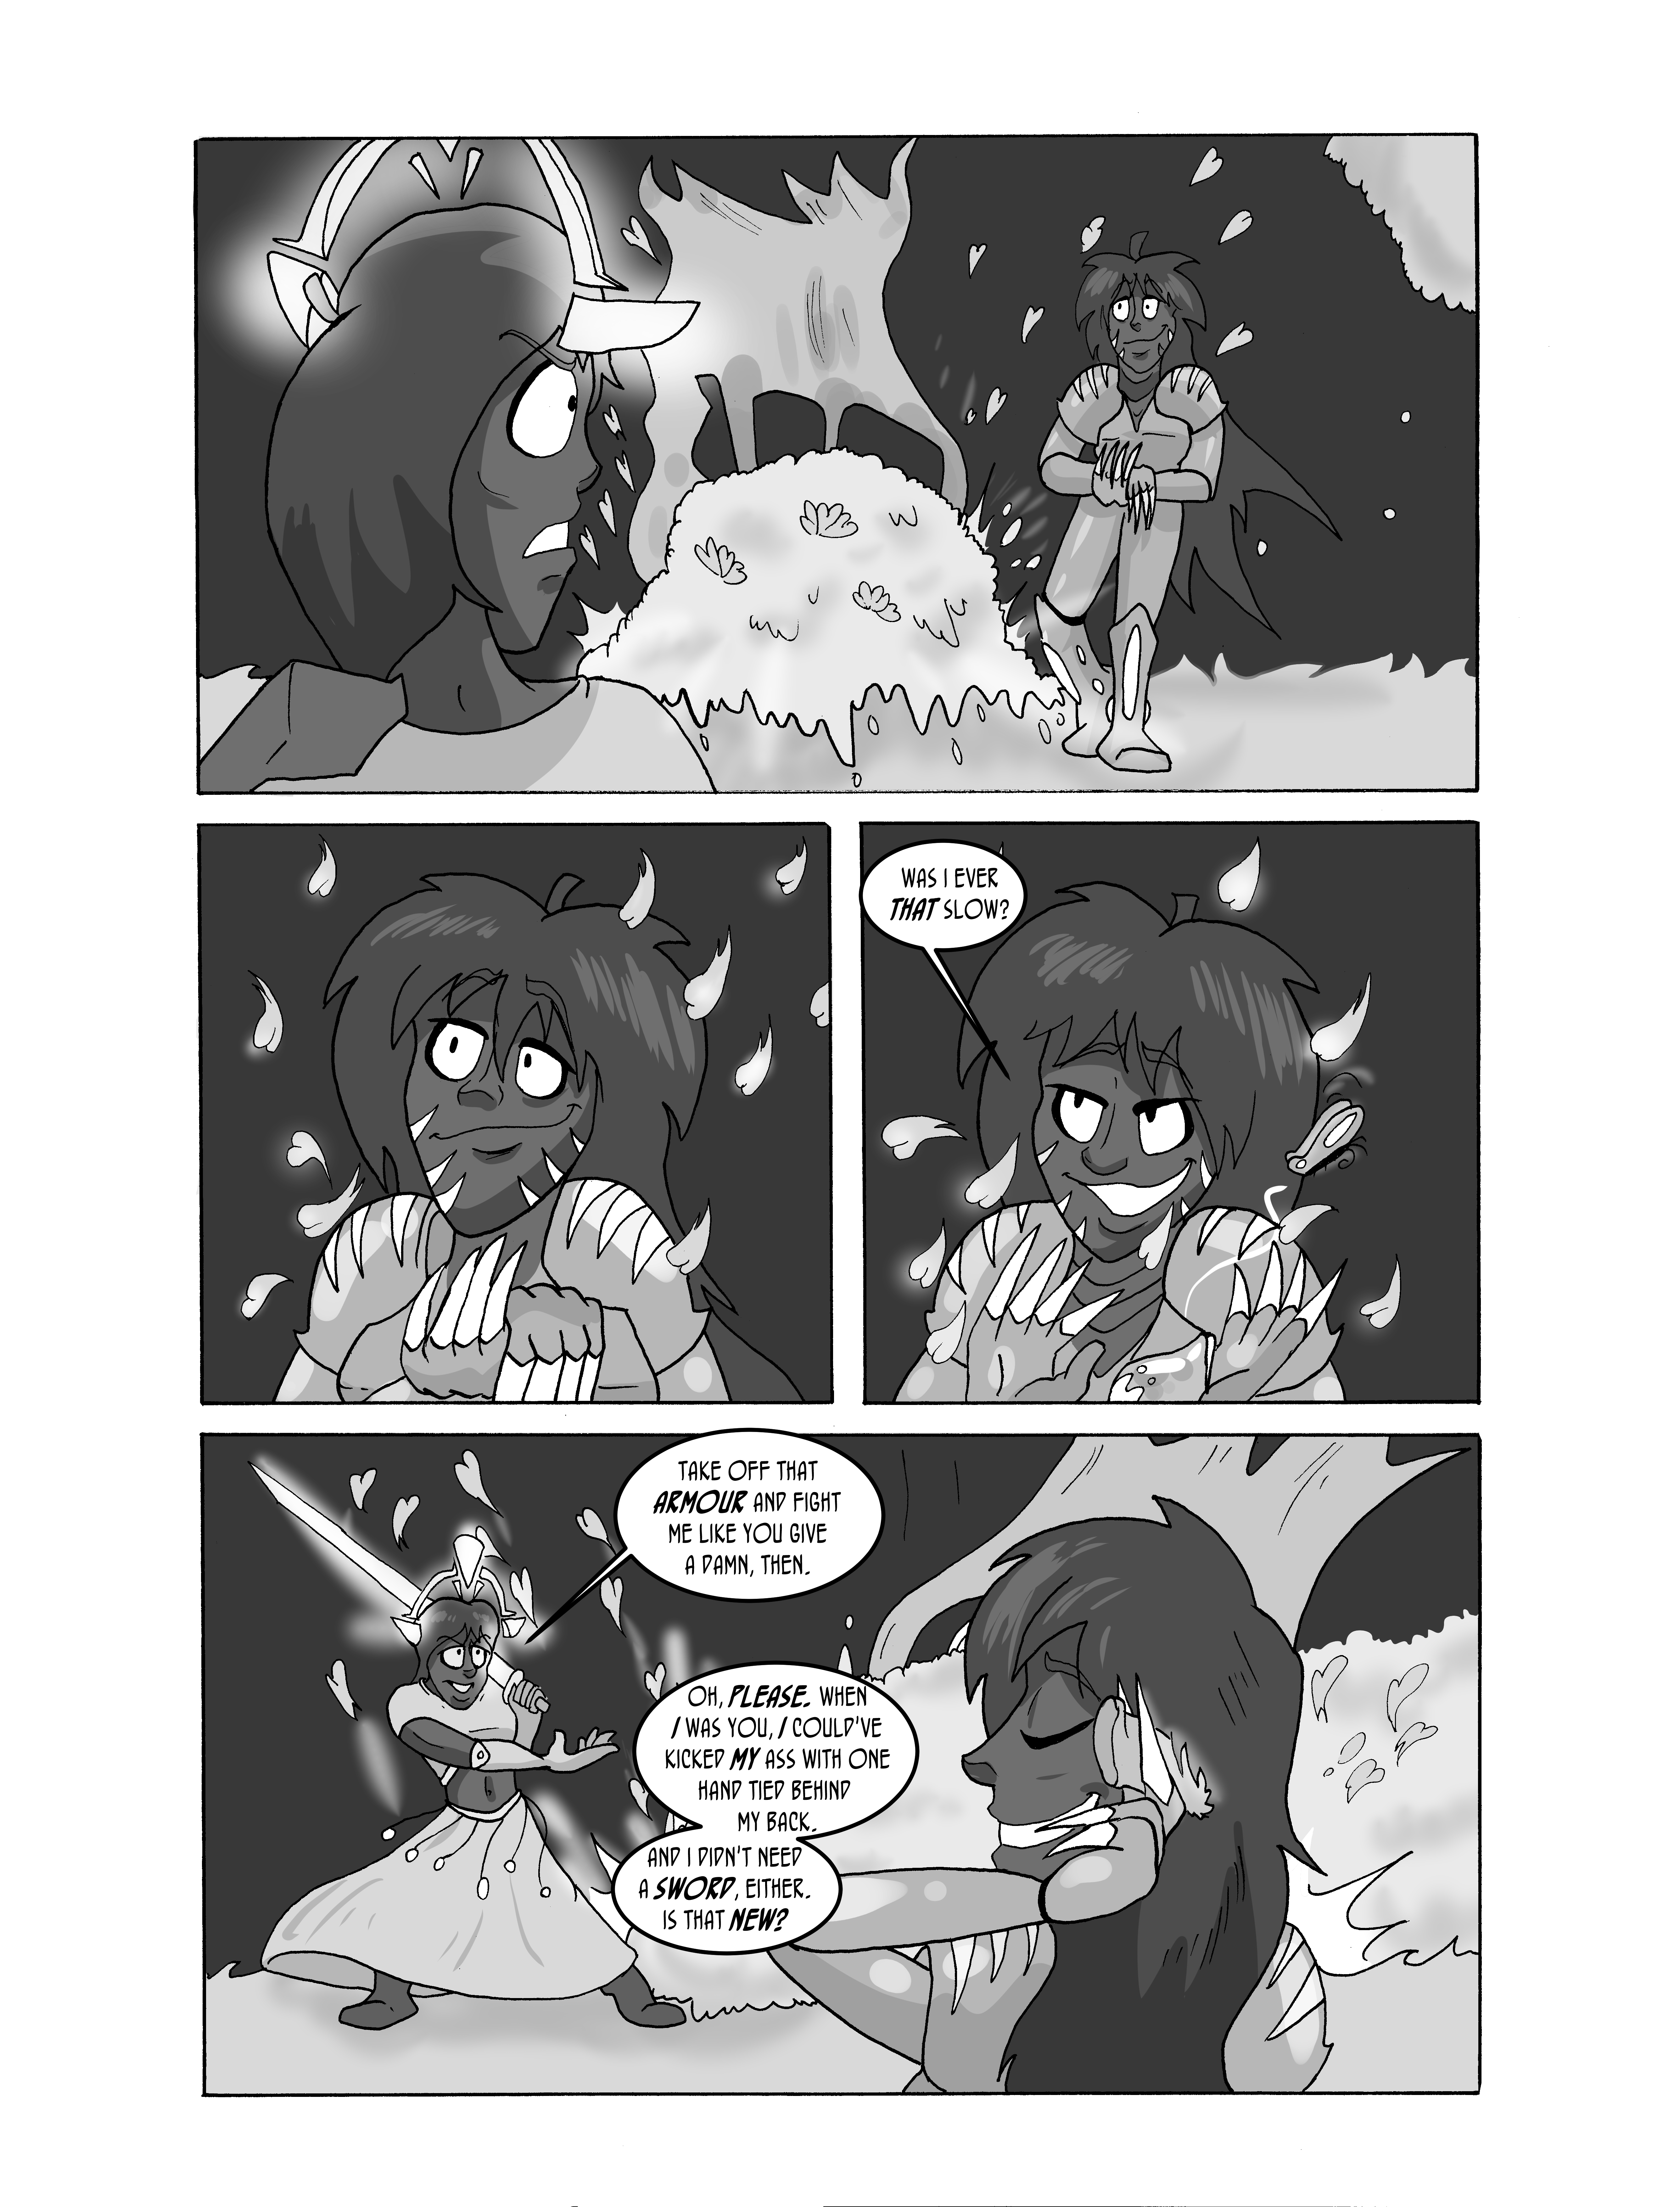 WAS I EVER
THAT SLOW?
TAKE OFF THAT
ARMOUR AND FIGHT
ME LIKE YOU GIVE
A DAMN, THEN.
OH, PLEASE. WHEN
I WAS YOU, I COULD'VE
KICKED MY ASS WITH ONE
HAND TIED BEHIND
MY BACK.
AND I DIDN'T NEED
A SWORD, EITHER.
IS THAT NEW?